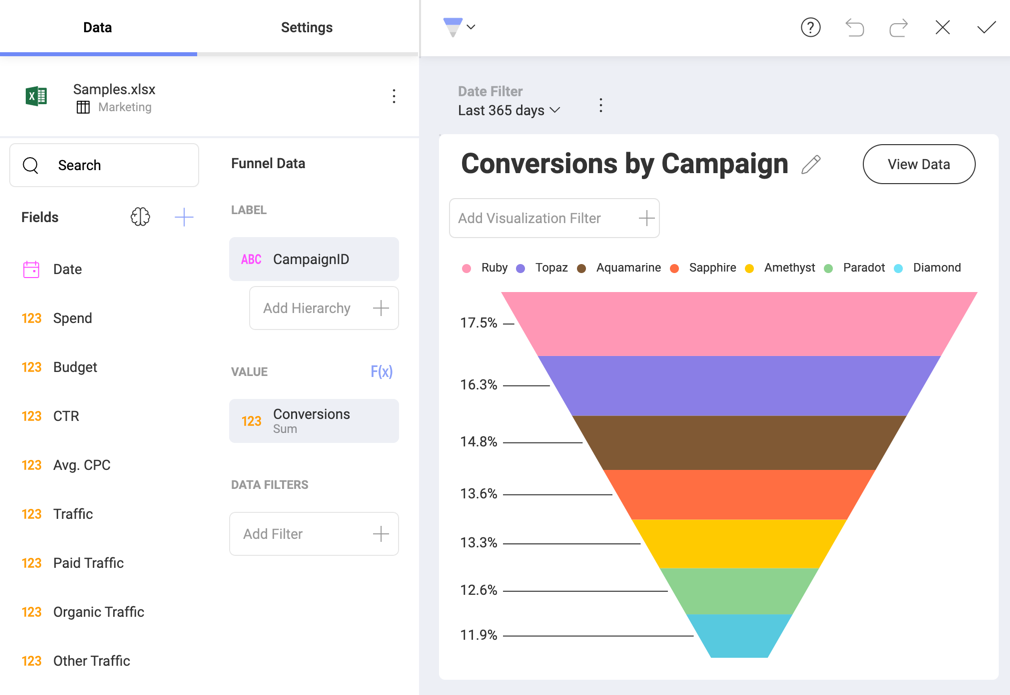 Data
Settings
Samples.xlsx
Marketing
Search
Fields
Date
123 Spend
123 Budget
123 CTR
123 Avg. CPC
123 Traffic
123 Paid Traffic
123 Organic Traffic
123 Other Traffic
Funnel Data
LABEL
ABC CampaignID
Add Hierarchy
VALUE F(x)
123 Conversions
Sum
DATA FILTERS
Add Filter
?
Date Filter
Last 365 days
Conversions by Campaign
View Data
Add Visualization Filter
Ruby Topaz Aquamarine Sapphire Amethyst Paradot Diamond
17.5%
16.3%
14.8%
13.6%
13.3%
12.6%
11.9%